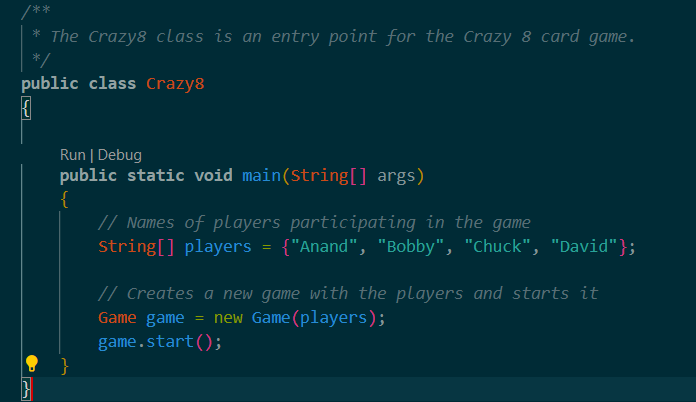 /**
 * The Crazy8 class is an entry point for the Crazy 8 card game.
 */
public class Crazy8
{
Run | Debug
    public static void main(String[] args)
    {
        // Names of players participating in the game
        String[] players = {"Anand", "Bobby", "Chuck", "David"};
        // Creates a new game with the players and starts it
        Game game = new Game(players);
        game.start();
    }
}